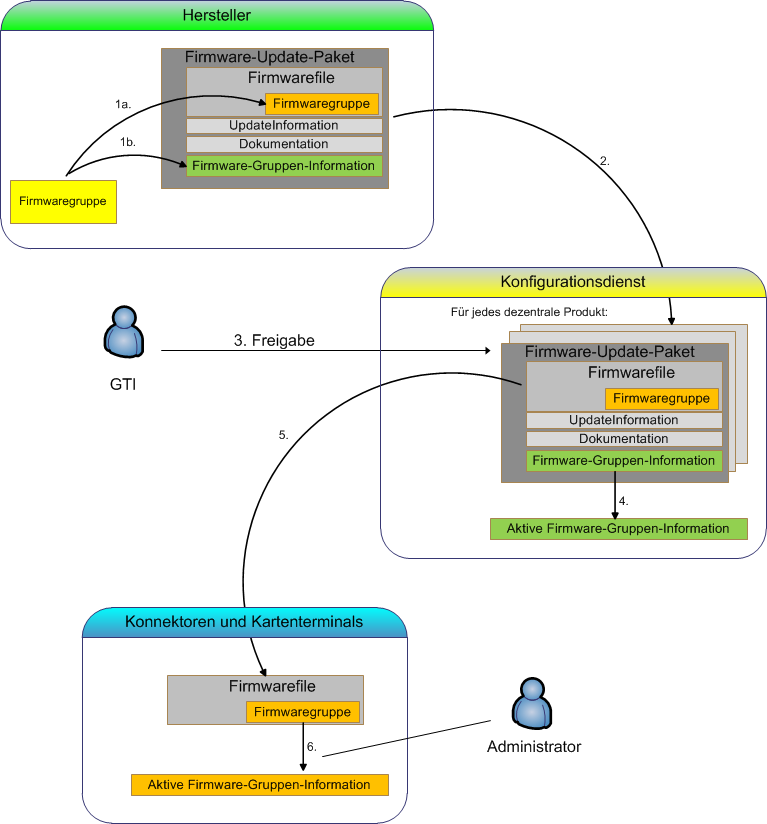 Hersteller
Firmware-Update-Paket
Firmwarefile
1a.
Firmwaregruppe
UpdateInformation
1b.
Dokumentation
Firmware-Gruppen-Information
Firmwaregruppe
2.
Konfigurationsdienst
Für jedes dezentrale Produkt:
3. Freigabe
GTI
Firmware-Update-Paket
Firmwarefile
Firmwaregruppe
UpdateInformation
5.
Dokumentation
Firmware-Gruppen-Information
4.
Aktive Firmware-Gruppen-Information
Konnektoren und Kartenterminals
Firmwarefile
Firmwaregruppe
6.
Administrator
Aktive Firmware-Gruppen-Information